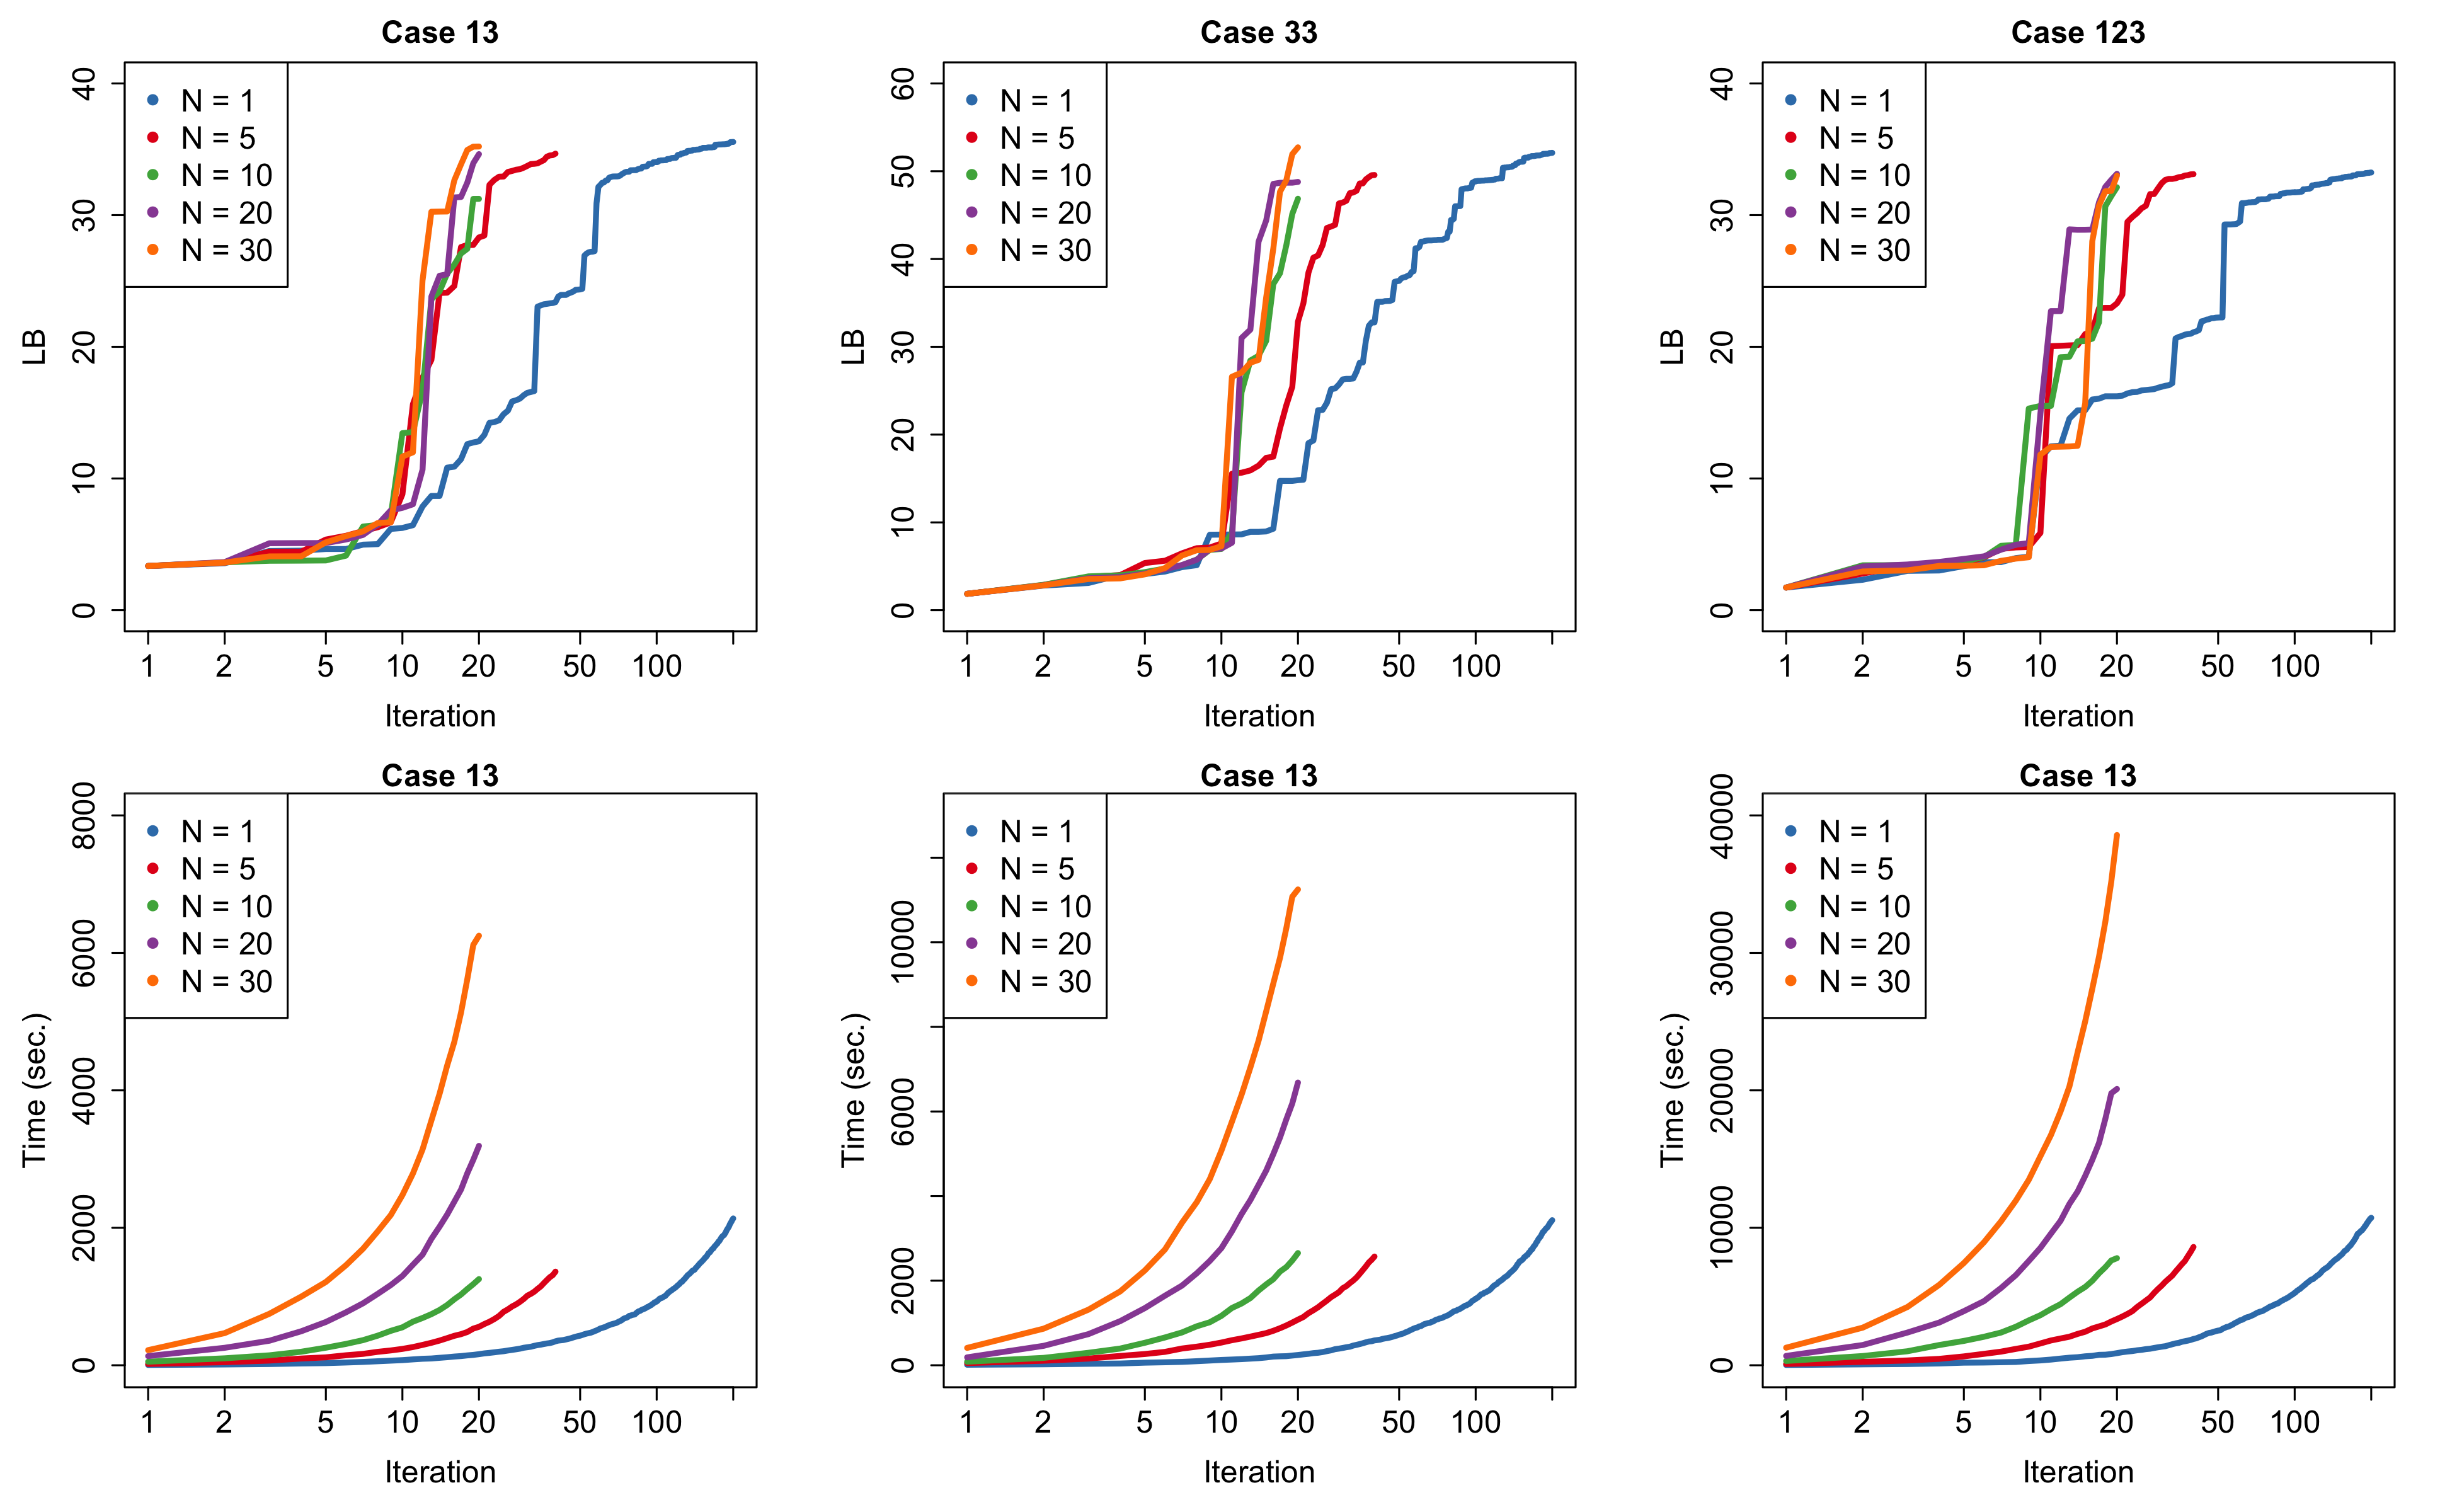 Case 13
LB
0
10
20
30
40
N = 1
N = 5
N = 10
N = 20
N = 30
1
2
5
10
20
50
100
Iteration
Case 33
LB
0
10
20
30
40
50
60
N = 1
N = 5
N = 10
N = 20
N = 30
1
2
5
10
20
50
100
Iteration
Case 123
LB
0
10
20
30
40
N = 1
N = 5
N = 10
N = 20
N = 30
1
2
5
10
20
50
100
Iteration
Case 13
Time (sec.)
0
2000
4000
6000
8000
N = 1
N = 5
N = 10
N = 20
N = 30
1
2
5
10
20
50
100
Iteration
Case 13
Time (sec.)
0
2000
6000
10000
N = 1
N = 5
N = 10
N = 20
N = 30
1
2
5
10
20
50
100
Iteration
Case 13
Time (sec.)
0
10000
20000
30000
40000
N = 1
N = 5
N = 10
N = 20
N = 30
1
2
5
10
20
50
100
Iteration